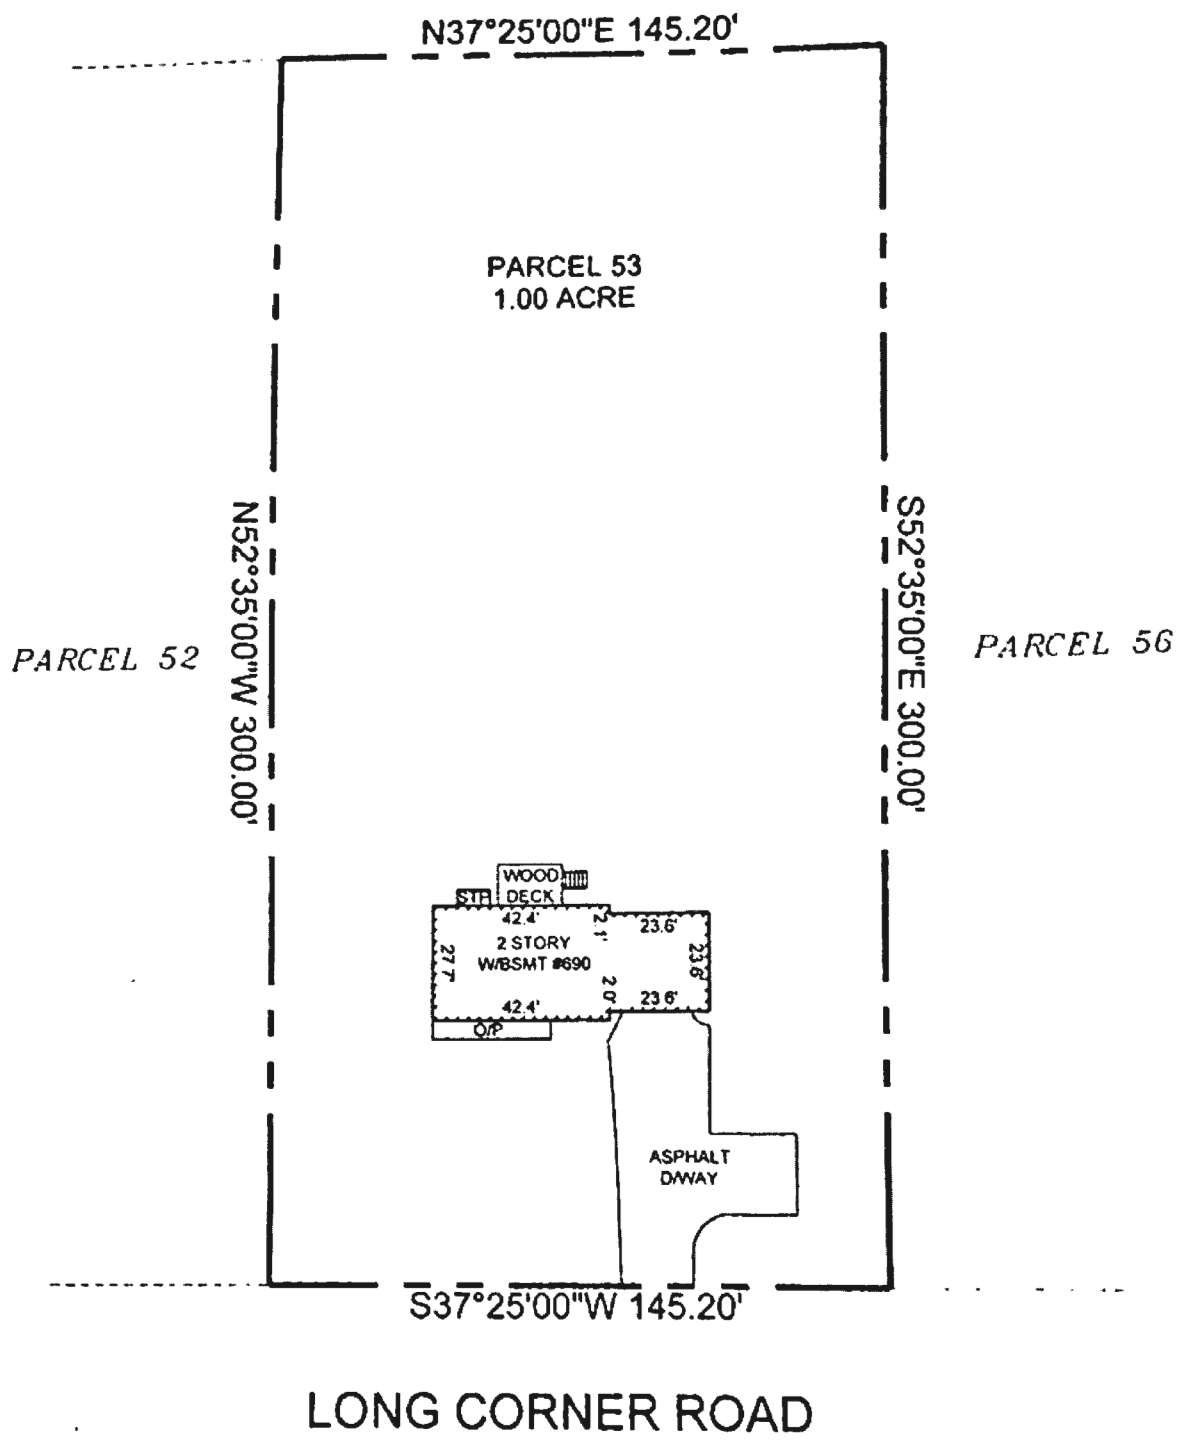 N37°25'00"E 145.20'
PARCEL 53
1.00 ACRE
N52°35'00"W 300.00'
S52°35'00"E 300.00'
PARCEL 52
PARCEL 56
WOOD
DECK
STP
42.4'
2.1'
23.6'
2 STORY
W/BSMT #690
27.7'
23.6'
2.0'
42.4'
23.6'
O/P
ASPHALT
D/WAY
S37°25'00"W 145.20'
LONG CORNER ROAD